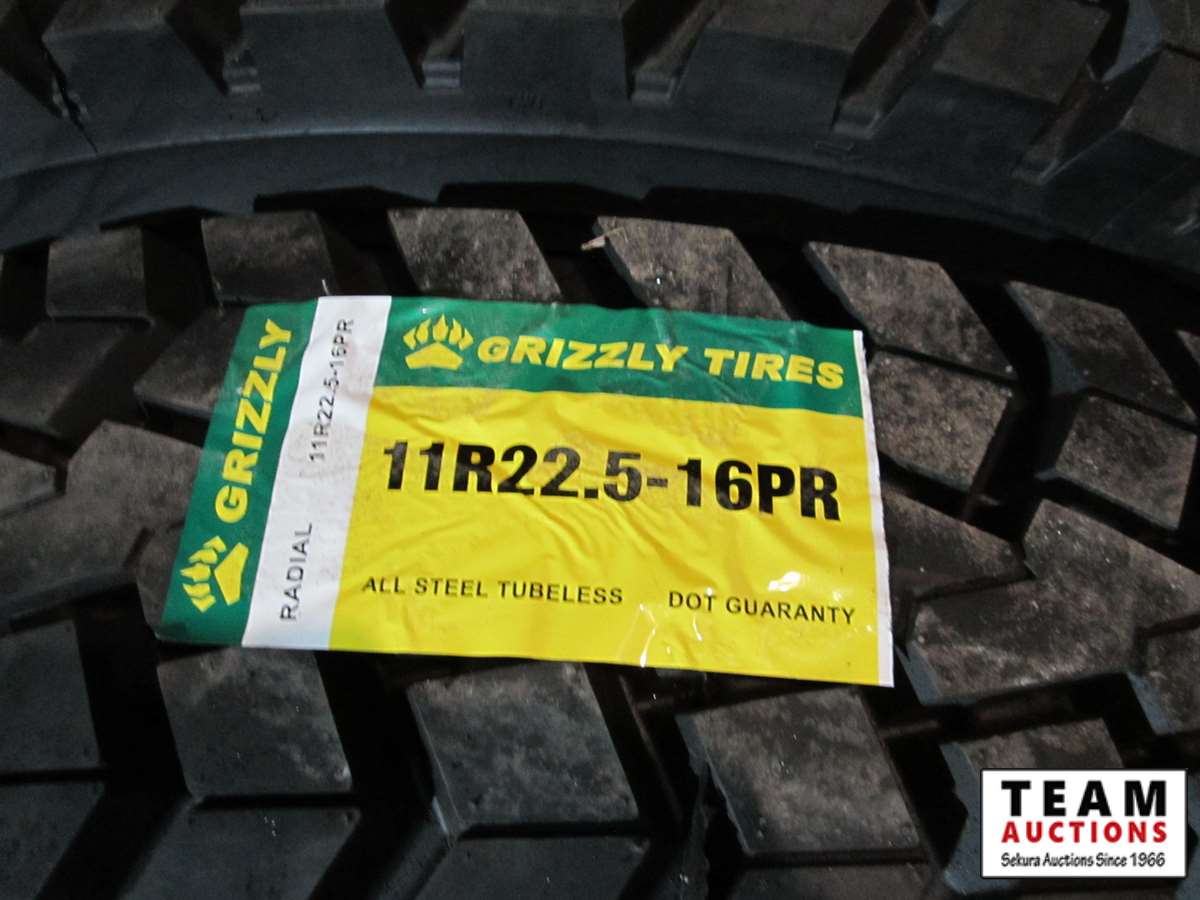 GRIZZLY
RADIAL 11R22.5-16PR
GRIZZLY TIRES
11R22.5-16PR
ALL STEEL TUBELESS DOT GUARANTY
TEAM
AUCTIONS
Sekura Auctions Since 1966